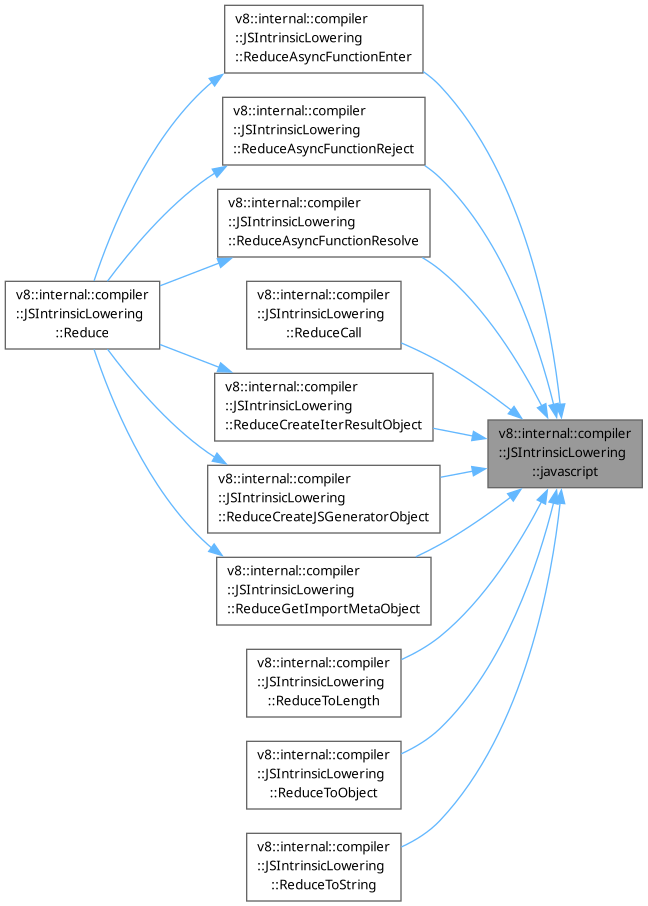 v8::internal::compiler
::JSIntrinsicLowering
::ReduceAsyncFunctionEnter
v8::internal::compiler
::JSIntrinsicLowering
::ReduceAsyncFunctionReject
v8::internal::compiler
::JSIntrinsicLowering
::ReduceAsyncFunctionResolve
v8::internal::compiler
::JSIntrinsicLowering
::Reduce
v8::internal::compiler
::JSIntrinsicLowering
::ReduceCall
v8::internal::compiler
::JSIntrinsicLowering
::ReduceCreateIterResultObject
v8::internal::compiler
::JSIntrinsicLowering
::javascript
v8::internal::compiler
::JSIntrinsicLowering
::ReduceCreateJSGeneratorObject
v8::internal::compiler
::JSIntrinsicLowering
::ReduceGetImportMetaObject
v8::internal::compiler
::JSIntrinsicLowering
::ReduceToLength
v8::internal::compiler
::JSIntrinsicLowering
::ReduceToObject
v8::internal::compiler
::JSIntrinsicLowering
::ReduceToString